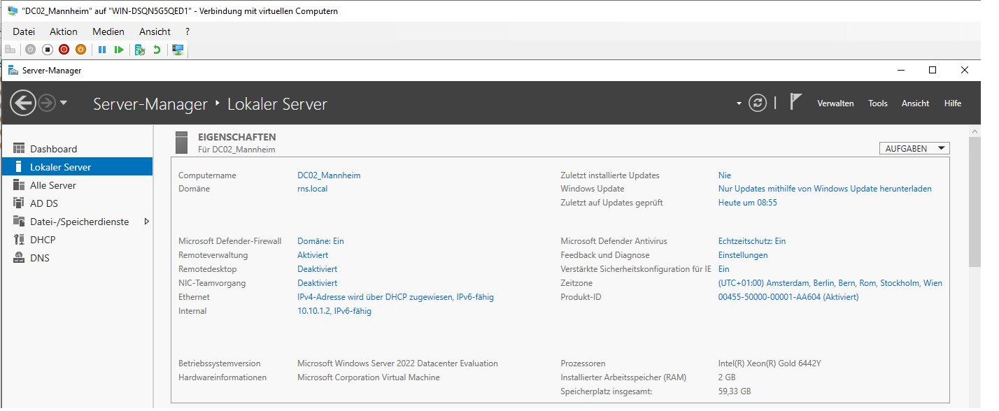 "DC02_Mannheim" auf "WIN-DSQN5G5QED1" - Verbindung mit virtuellen Computern
Datei Aktion Medien Ansicht ?
Server-Manager
Server-Manager ‣ Lokaler Server
Verwalten Tools Ansicht Hilfe
Dashboard
Lokaler Server
Alle Server
AD DS
Datei-/Speicherdienste
DHCP
DNS
EIGENSCHAFTEN
Für DC02_Mannheim
AUFGABEN
Computername DC02_Mannheim Zuletzt installierte Updates Nie
Domäne rns.local Windows Update Nur Updates mithilfe von Windows Update herunterladen
Zuletzt auf Updates geprüft Heute um 08:55
Microsoft Defender-Firewall Domäne: Ein Microsoft Defender Antivirus Echtzeitschutz: Ein
Remoteverwaltung Aktiviert Feedback und Diagnose Einstellungen
Remotedesktop Deaktiviert Verstärkte Sicherheitskonfiguration für IE Ein
NIC-Teamvorgang Deaktiviert Zeitzone (UTC+01:00) Amsterdam, Berlin, Bern, Rom, Stockholm, Wien
Ethernet IPv4-Adresse wird über DHCP zugewiesen, IPv6-fähig Produkt-ID 00455-50000-00001-AA604 (Aktiviert)
Internal 10.10.1.2, IPv6-fähig
Betriebssystemversion Microsoft Windows Server 2022 Datacenter Evaluation Prozessoren Intel(R) Xeon(R) Gold 6442Y
Hardwareinformationen Microsoft Corporation Virtual Machine Installierter Arbeitsspeicher (RAM) 2 GB
Speicherplatz insgesamt: 59,33 GB